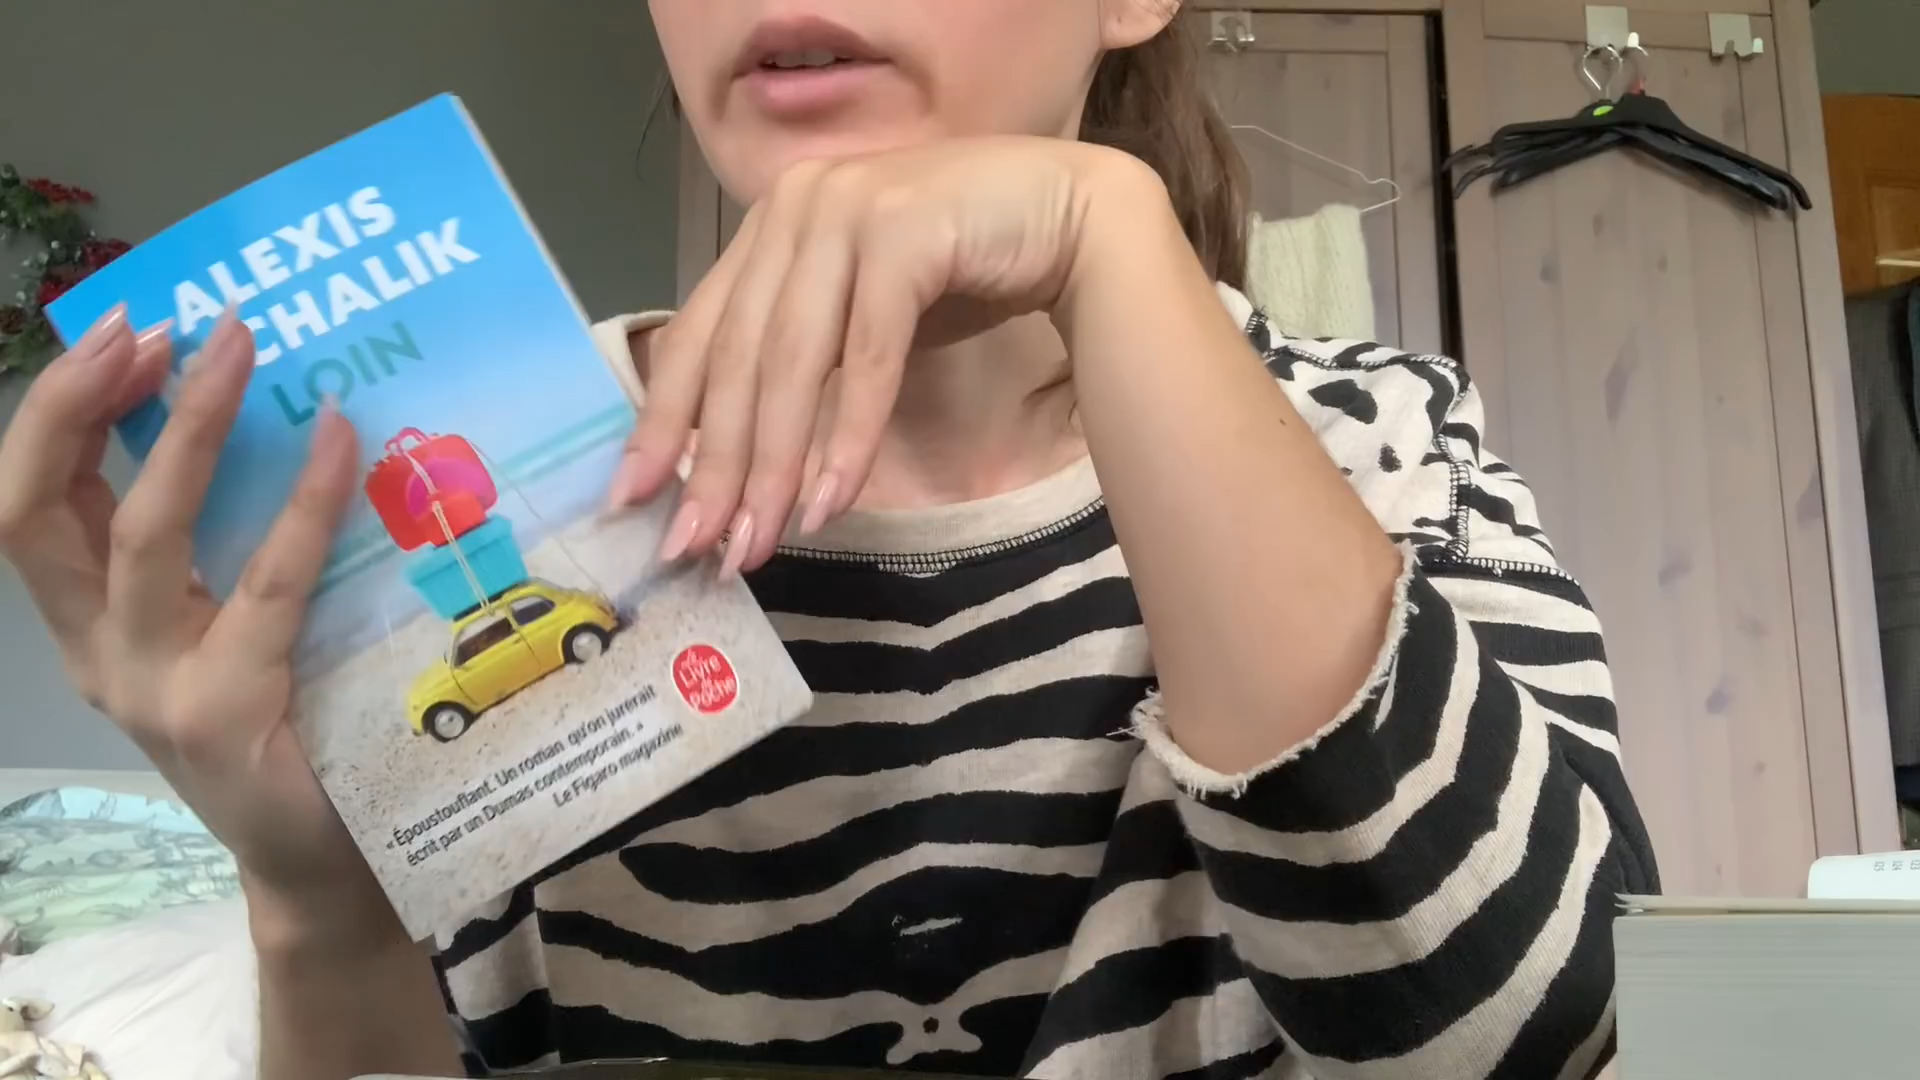 ALEXIS
CHALIK
LOIN
Le
Livre
de
Poche
« Époustouflant. Un roman qu'on jurerait
écrit par un Dumas contemporain. »
Le Figaro magazine